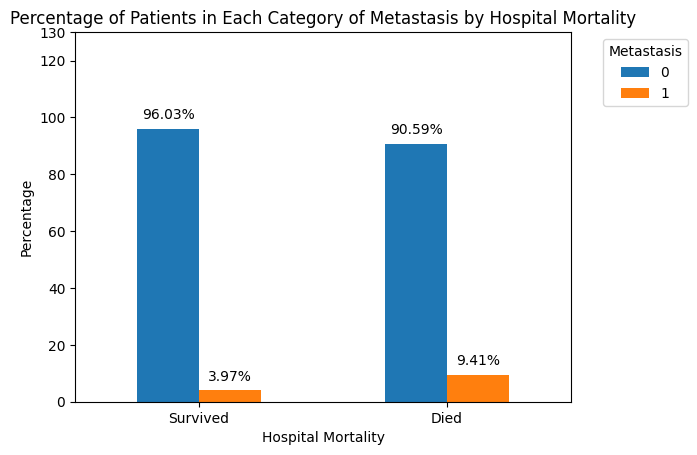 Percentage of Patients in Each Category of Metastasis by Hospital Mortality
130
120
100
80
60
40
20
0
Percentage
96.03%
3.97%
90.59%
9.41%
Survived
Died
Hospital Mortality
Metastasis
0
1